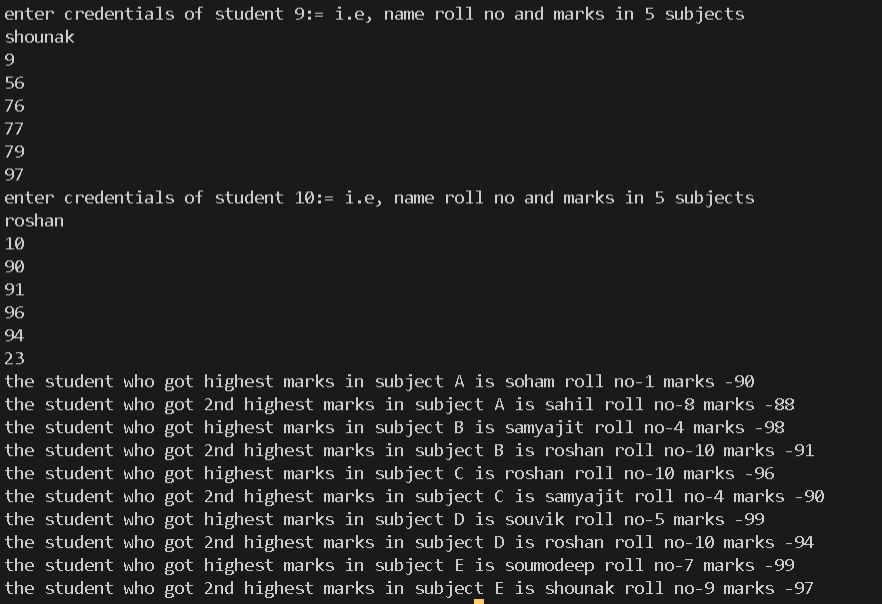 enter credentials of student 9:= i.e, name roll no and marks in 5 subjects
shounak
9
56
76
77
79
97
enter credentials of student 10:= i.e, name roll no and marks in 5 subjects
roshan
10
90
91
96
94
23
the student who got highest marks in subject A is soham roll no-1 marks -90
the student who got 2nd highest marks in subject A is sahil roll no-8 marks -88
the student who got highest marks in subject B is samyajit roll no-4 marks -98
the student who got 2nd highest marks in subject B is roshan roll no-10 marks -91
the student who got highest marks in subject C is roshan roll no-10 marks -96
the student who got 2nd highest marks in subject C is samyajit roll no-4 marks -90
the student who got highest marks in subject D is souvik roll no-5 marks -99
the student who got 2nd highest marks in subject D is roshan roll no-10 marks -94
the student who got highest marks in subject E is soumodeep roll no-7 marks -99
the student who got 2nd highest marks in subject E is shounak roll no-9 marks -97